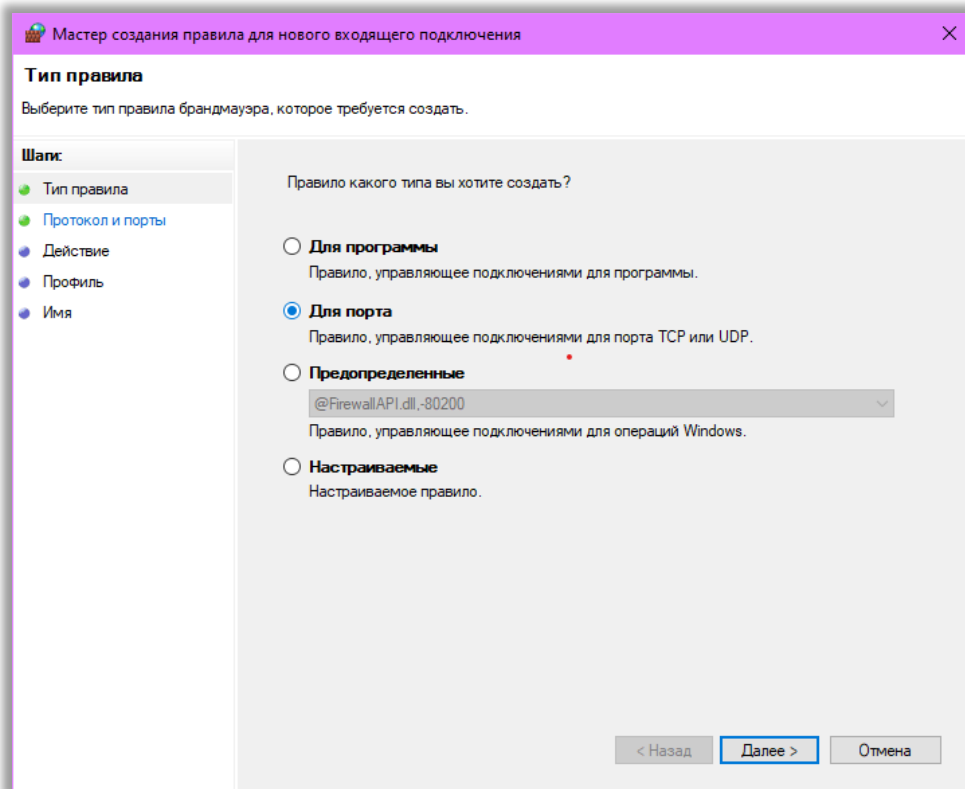 Мастер создания правила для нового входящего подключения
Тип правила
Выберите тип правила брандмауэра, которое требуется создать.
Шаги:
Тип правила
Протокол и порты
Действие
Профиль
Имя
Правило какого типа вы хотите создать?
Для программы
Правило, управляющее подключениями для программы.
Для порта
Правило, управляющее подключениями для порта TCP или UDP.
Предопределенные
@FirewallAPI.dll,-80200
Правило, управляющее подключениями для операций Windows.
Настраиваемые
Настраиваемое правило.
< Назад
Далее >
Отмена